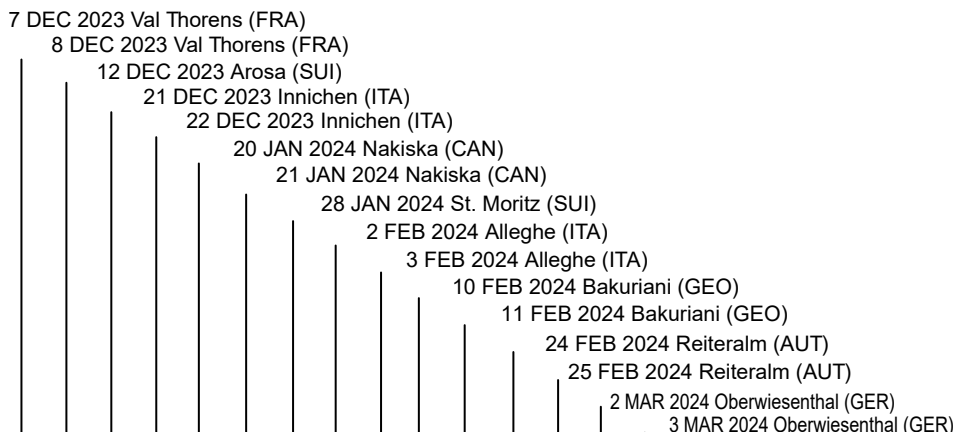 7 DEC 2023 Val Thorens (FRA)
8 DEC 2023 Val Thorens (FRA)
12 DEC 2023 Arosa (SUI)
21 DEC 2023 Innichen (ITA)
22 DEC 2023 Innichen (ITA)
20 JAN 2024 Nakiska (CAN)
21 JAN 2024 Nakiska (CAN)
28 JAN 2024 St. Moritz (SUI)
2 FEB 2024 Alleghe (ITA)
3 FEB 2024 Alleghe (ITA)
10 FEB 2024 Bakuriani (GEO)
11 FEB 2024 Bakuriani (GEO)
24 FEB 2024 Reiteralm (AUT)
25 FEB 2024 Reiteralm (AUT)
2 MAR 2024 Oberwiesenthal (GER)
3 MAR 2024 Oberwiesenthal (GER)